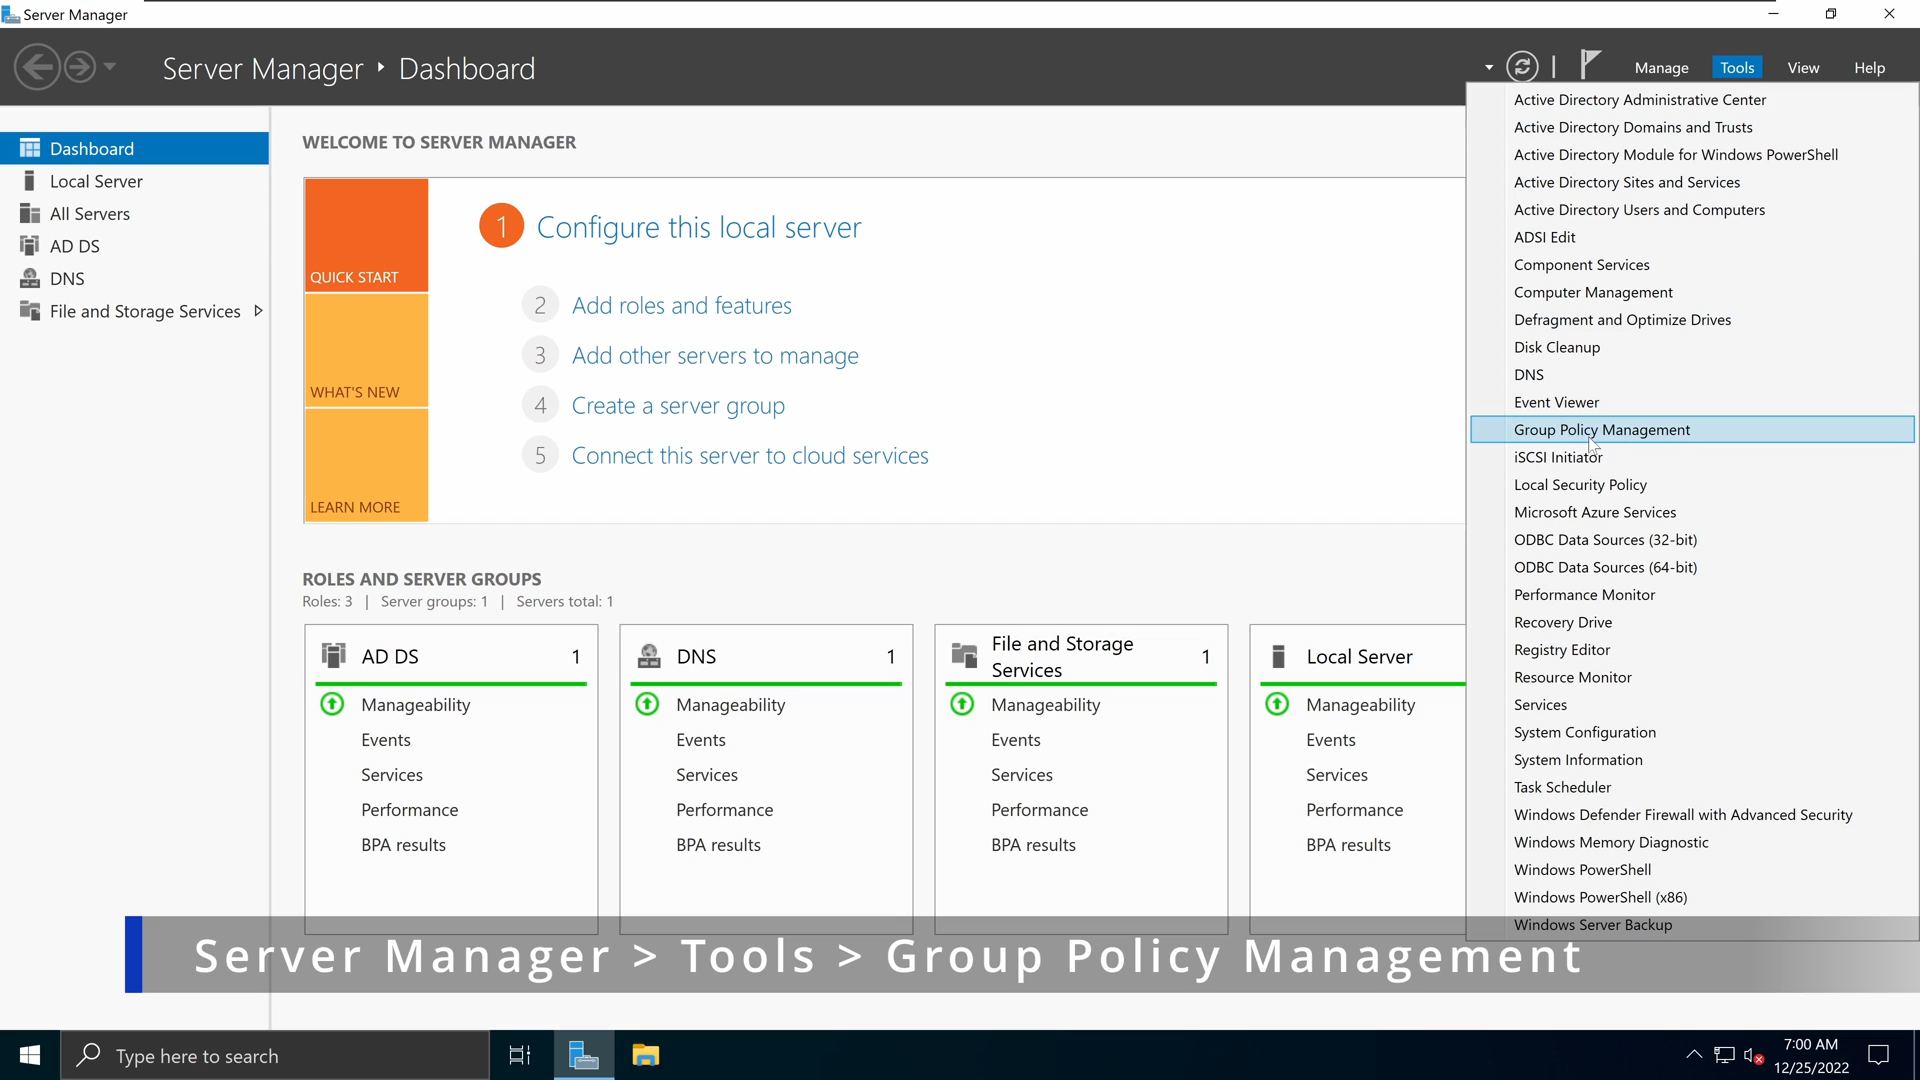 Server Manager
Server Manager ‣ Dashboard
Manage
Tools
View
Help
Dashboard
Local Server
All Servers
AD DS
DNS
File and Storage Services
WELCOME TO SERVER MANAGER
QUICK START
WHAT'S NEW
LEARN MORE
1 Configure this local server
2 Add roles and features
3 Add other servers to manage
4 Create a server group
5 Connect this server to cloud services
ROLES AND SERVER GROUPS
Roles: 3 | Server groups: 1 | Servers total: 1
AD DS 1
Manageability
Events
Services
Performance
BPA results
DNS 1
Manageability
Events
Services
Performance
BPA results
File and Storage
Services 1
Manageability
Events
Services
Performance
BPA results
Local Server
Manageability
Events
Services
Performance
BPA results
Active Directory Administrative Center
Active Directory Domains and Trusts
Active Directory Module for Windows PowerShell
Active Directory Sites and Services
Active Directory Users and Computers
ADSI Edit
Component Services
Computer Management
Defragment and Optimize Drives
Disk Cleanup
DNS
Event Viewer
Group Policy Management
iSCSI Initiator
Local Security Policy
Microsoft Azure Services
ODBC Data Sources (32-bit)
ODBC Data Sources (64-bit)
Performance Monitor
Recovery Drive
Registry Editor
Resource Monitor
Services
System Configuration
System Information
Task Scheduler
Windows Defender Firewall with Advanced Security
Windows Memory Diagnostic
Windows PowerShell
Windows PowerShell (x86)
Windows Server Backup
Server Manager > Tools > Group Policy Management
Type here to search
7:00 AM
12/25/2022